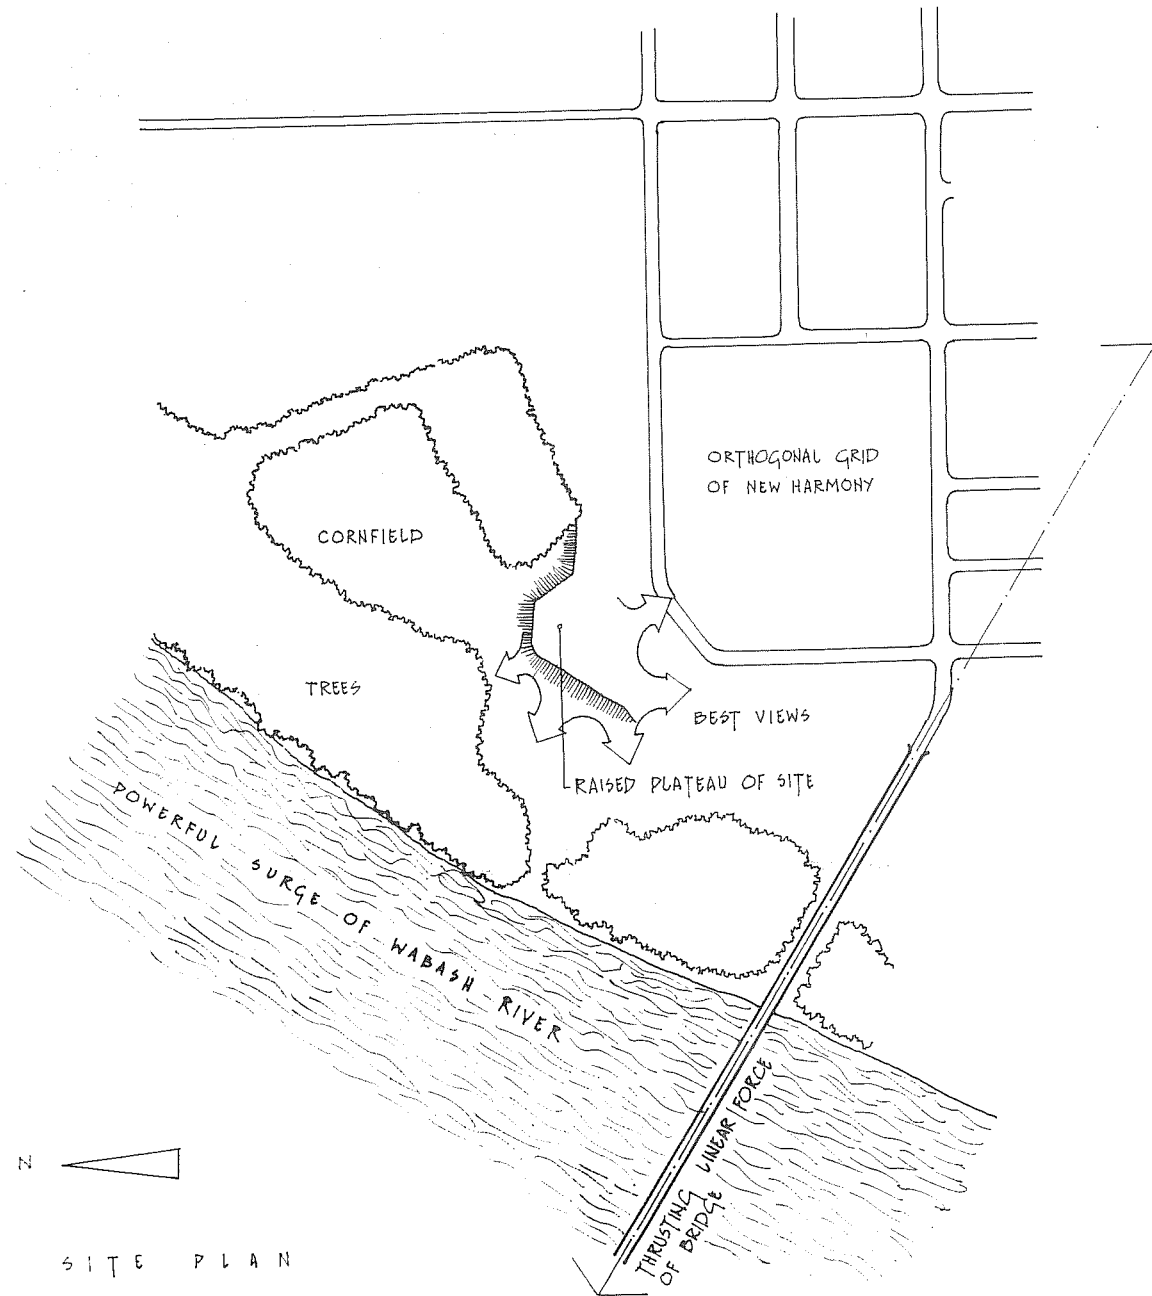 ORTHOGONAL GRID
OF NEW HARMONY
CORNFIELD
TREES
BEST VIEWS
RAISED PLATEAU OF SITE
POWERFUL SURGE OF WABASH RIVER
THRUSTING LINEAR FORCE
OF BRIDGE
N
SITE PLAN